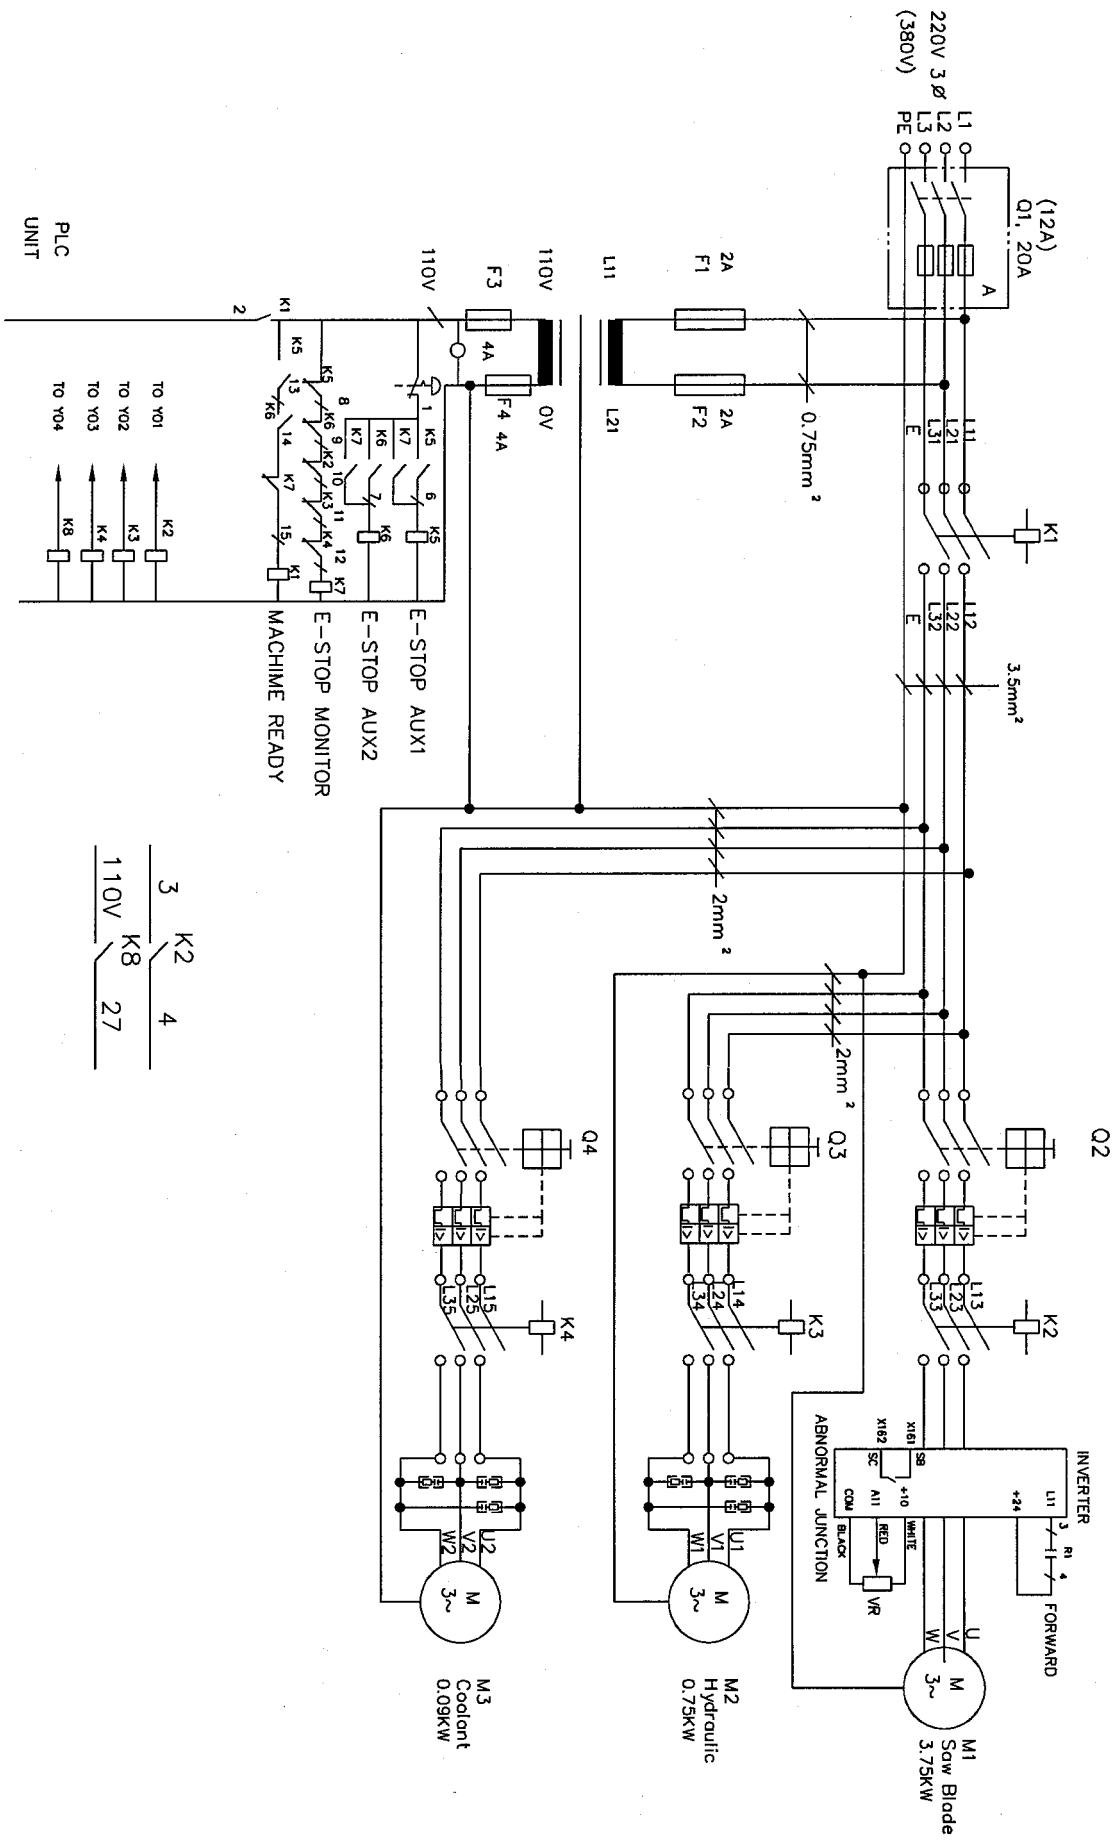 220V 3Ø
(380V)
L1
L2
L3
PE
(12A)
Q1, 20A
A
L11
L21
L31
E
K1
L12
L22
L32
E
3.5mm²
2A
F1
2A
F2
0.75mm²
L11
L21
110V
0V
F3
4A
F4 4A
110V
1
K5
K7
K6
K7
6
7
K5
K6
E-STOP AUX1
E-STOP AUX2
K5
8
K6
9
K2
10
K3
11
K4
12
K7
E-STOP MONITOR
K1
2
K5
13
K6
14
K7
15
K1
MACHIME READY
PLC
UNIT
TO Y01
TO Y02
TO Y03
TO Y04
K2
K3
K4
K8
3 K2 4
110V K8 27
2mm²
2mm²
Q2
Q3
Q4
I>
I>
I>
I>
I>
I>
I>
I>
I>
L13
L23
L33
K2
L14
L24
L34
K3
L15
L25
L35
K4
INVERTER
L11
+24
3
R1
4
FORWARD
X161
SB
X162
SC
+10
A11
COM
WHITE
RED
BLACK
VR
ABNORMAL JUNCTION
U
V
W
M
3~
M1
Saw Blade
3.75KW
U1
V1
W1
M
3~
M2
Hydraulic
0.75KW
U2
V2
W2
M
3~
M3
Coolant
0.09KW